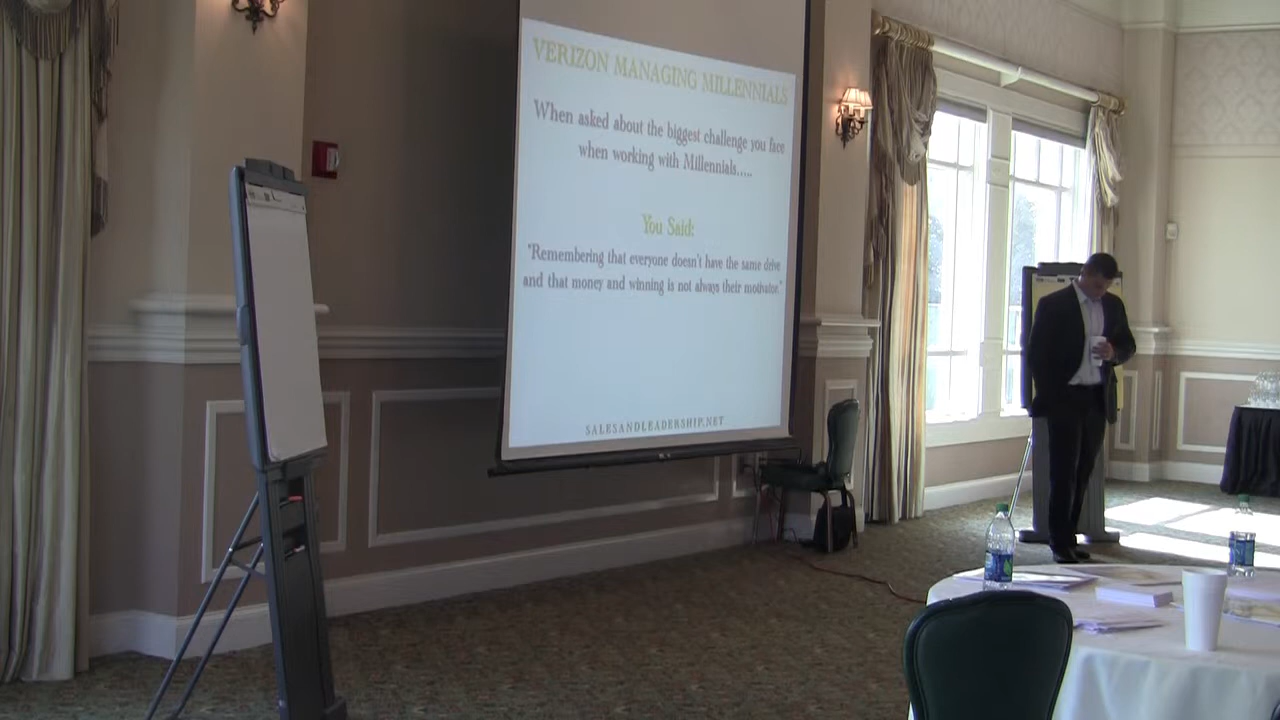 VERIZON MANAGING MILLENNIALS
When asked about the biggest challenge you face
when working with Millennials.....
You Said:
"Remembering that everyone doesn't have the same drive
and that money and winning is not always their motivator."
SALESANDLEADERSHIP.NET